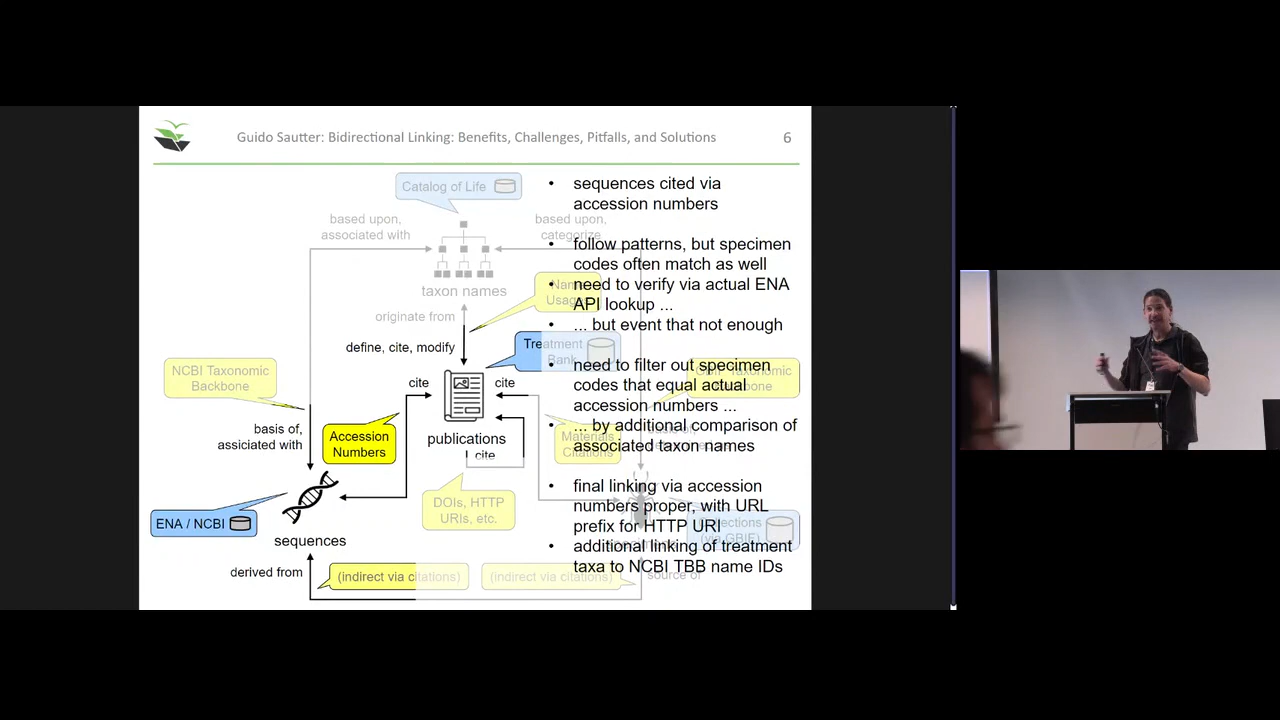 Guido Sautter: Bidirectional Linking: Benefits, Challenges, Pitfalls, and Solutions
6
Catalog of Life
based upon,
associated with
based upon,
categorize
taxon names
originate from
define, cite, modify
Treatment
Bank
NCBI Taxonomic
Backbone
basis of,
assiciated with
Accession
Numbers
cite
cite
publications
cite
DOIs, HTTP
URIs, etc.
ENA / NCBI
sequences
derived from
(indirect via citations)
(indirect via citations)
source of
• sequences cited via
accession numbers
• follow patterns, but specimen
codes often match as well
• need to verify via actual ENA
API lookup ...
• ... but event that not enough
• need to filter out specimen
codes that equal actual
accession numbers ...
• ... by additional comparison of
associated taxon names
• final linking via accession
numbers proper, with URL
prefix for HTTP URI
• additional linking of treatment
taxa to NCBI TBB name IDs